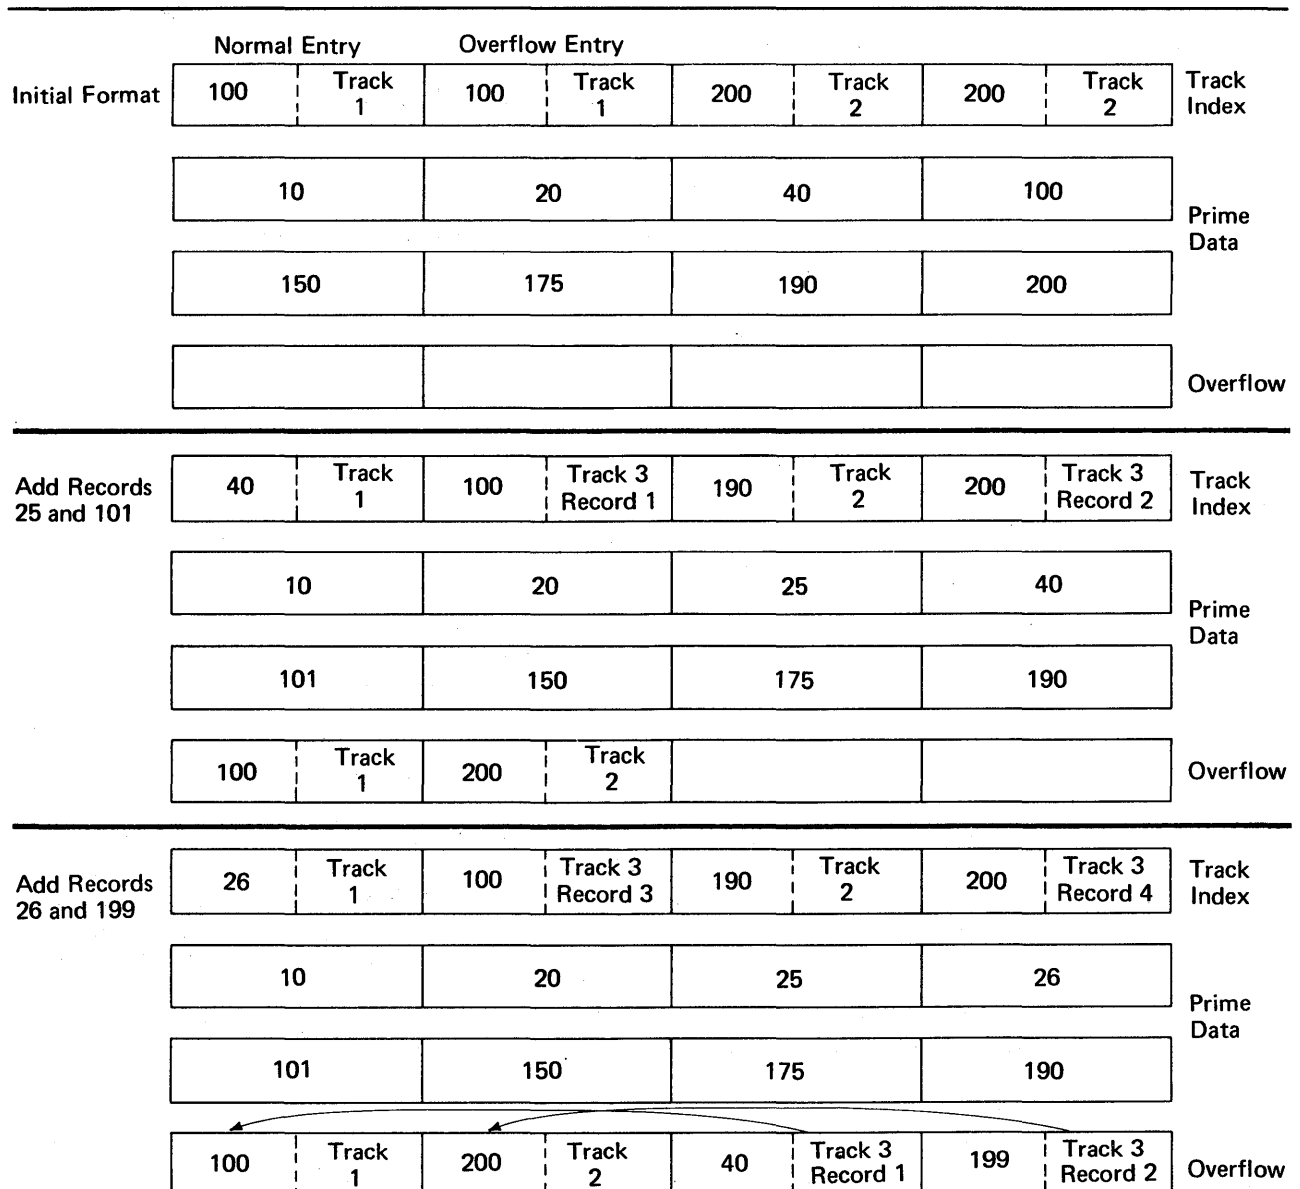 Normal Entry Overflow Entry
Initial Format 100 Track 1 100 Track 1 200 Track 2 200 Track 2 Track Index
10 20 40 100
Prime Data
150 175 190 200
Overflow
Add Records 25 and 101 40 Track 1 100 Track 3 Record 1 190 Track 2 200 Track 3 Record 2 Track Index
10 20 25 40
Prime Data
101 150 175 190
100 Track 1 200 Track 2 Overflow
Add Records 26 and 199 26 Track 1 100 Track 3 Record 3 190 Track 2 200 Track 3 Record 4 Track Index
10 20 25 26
Prime Data
101 150 175 190
100 Track 1 200 Track 2 40 Track 3 Record 1 199 Track 3 Record 2 Overflow